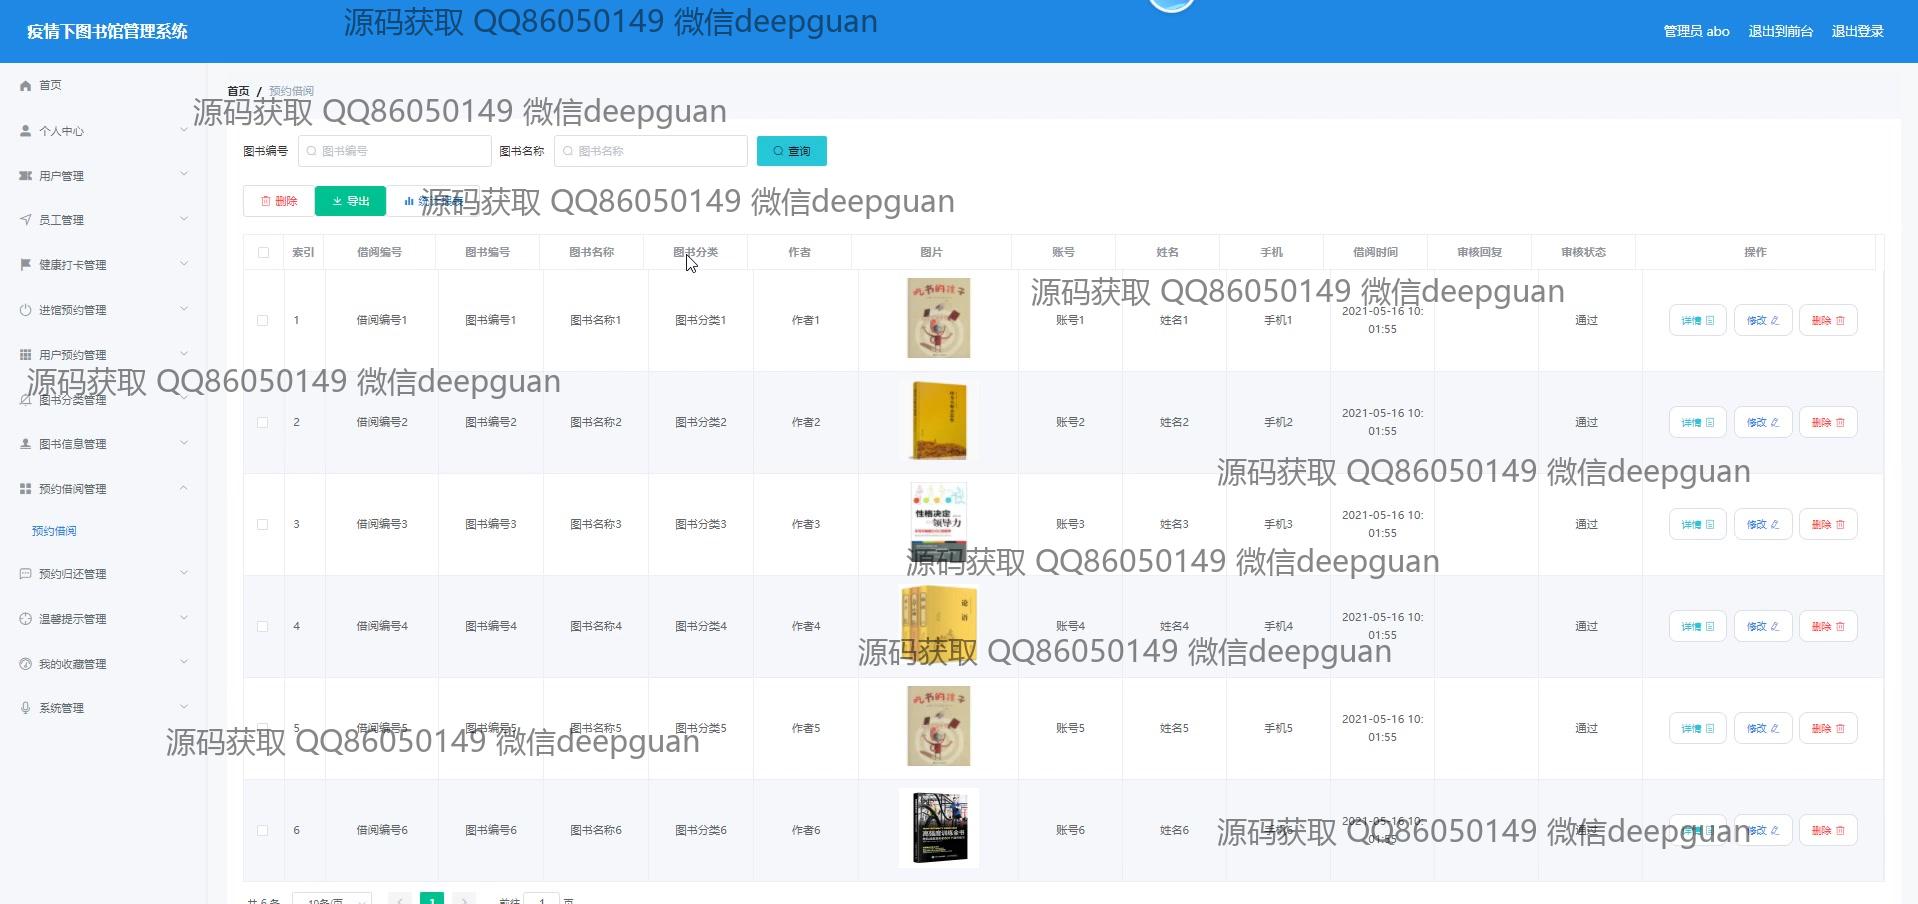 疫情下图书馆管理系统
源码获取 QQ86050149 微信deepguan
管理员 abo 退出到前台 退出登录
首页
个人中心
用户管理
员工管理
健康打卡管理
进馆预约管理
用户预约管理
源码获取 QQ86050149 微信deepguan
图书分类管理
图书信息管理
预约借阅管理
预约借阅
预约归还管理
温馨提示管理
我的收藏管理
系统管理
首页 / 预约借阅
源码获取 QQ86050149 微信deepguan
图书编号 图书编号 图书名称 图书名称 查询
删除 导出 统计报表
源码获取 QQ86050149 微信deepguan
索引 借阅编号 图书编号 图书名称 图书分类 作者 图片 账号 姓名 手机 借阅时间 审核回复 审核状态 操作
源码获取 QQ86050149 微信deepguan
1 借阅编号1 图书编号1 图书名称1 图书分类1 作者1 账号1 姓名1 手机1 2021-05-16 10:01:55 通过 详情 修改 删除
2 借阅编号2 图书编号2 图书名称2 图书分类2 作者2 账号2 姓名2 手机2 2021-05-16 10:01:55 通过 详情 修改 删除
源码获取 QQ86050149 微信deepguan
3 借阅编号3 图书编号3 图书名称3 图书分类3 作者3 性格决定领导力 账号3 姓名3 手机3 2021-05-16 10:01:55 通过 详情 修改 删除
源码获取 QQ86050149 微信deepguan
4 借阅编号4 图书编号4 图书名称4 图书分类4 作者4 论语 账号4 姓名4 手机4 2021-05-16 10:01:55 通过 详情 修改 删除
源码获取 QQ86050149 微信deepguan
5 借阅编号5 图书编号5 图书名称5 图书分类5 作者5 账号5 姓名5 手机5 2021-05-16 10:01:55 通过 详情 修改 删除
源码获取 QQ86050149 微信deepguan
6 借阅编号6 图书编号6 图书名称6 图书分类6 作者6 账号6 姓名6 手机6 2021-05-16 10:01:55 通过 详情 修改 删除
源码获取 QQ86050149 微信deepguan
共 6 条 10条/页 1 前往 1 页